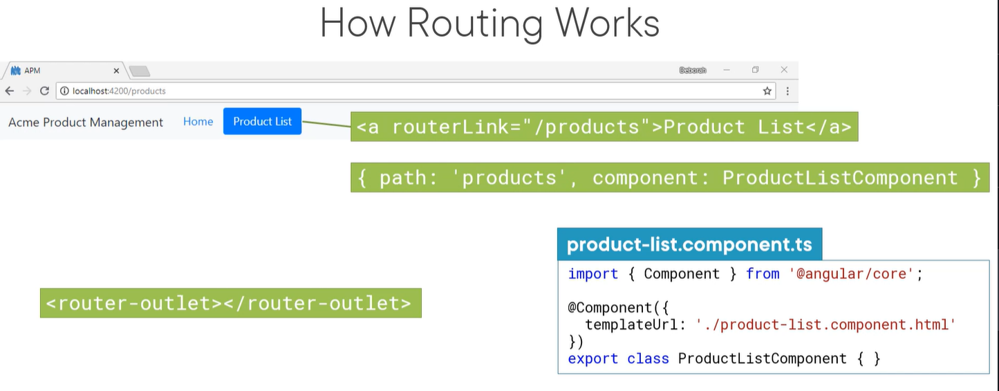 How Routing Works
APM
Deborah
localhost:4200/products
Acme Product Management Home Product List
<a routerLink="/products">Product List</a>
{ path: 'products', component: ProductListComponent }
product-list.component.ts
import { Component } from '@angular/core';
@Component({
templateUrl: './product-list.component.html'
})
export class ProductListComponent { }
<router-outlet></router-outlet>